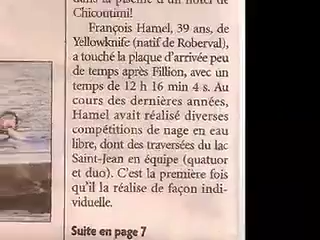 dans la piscine d'un hôtel de
Chicoutimi!
François Hamel, 39 ans, de
Yellowknife (natif de Roberval),
a touché la plaque d'arrivée peu
de temps après Fillion, avec un
temps de 12 h 16 min 4 s. Au
cours des dernières années,
Hamel avait réalisé diverses
compétitions de nage en eau
libre, dont des traversées du lac
Saint-Jean en équipe (quatuor
et duo). C'est la première fois
qu'il la réalise de façon indi-
viduelle.
Suite en page 7